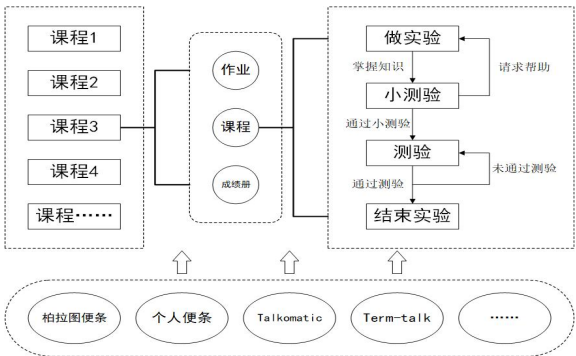 课程1
课程2
课程3
课程4
课程……
作业
课程
成绩册
做实验
掌握知识
请求帮助
小测验
通过小测验
测验
未通过测验
通过测验
结束实验
柏拉图便条
个人便条
Talkomatic
Term-talk
……